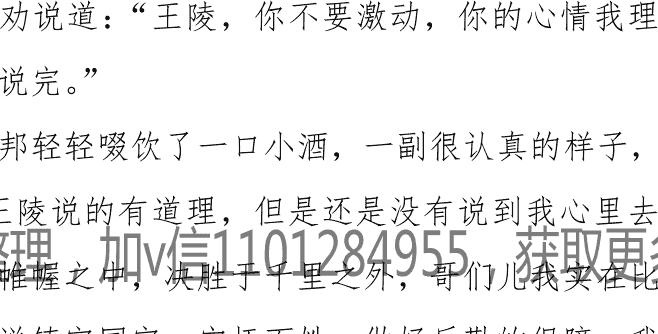 劝说道：“王陵，你不要激动，你的心情我理
说完。”
邦轻轻啜饮了一口小酒，一副很认真的样子，
王陵说的有道理，但是还是没有说到我心里去
整理，加v信1101284955，获取更多
帷幄之中，决胜于千里之外，哥们儿我实在比